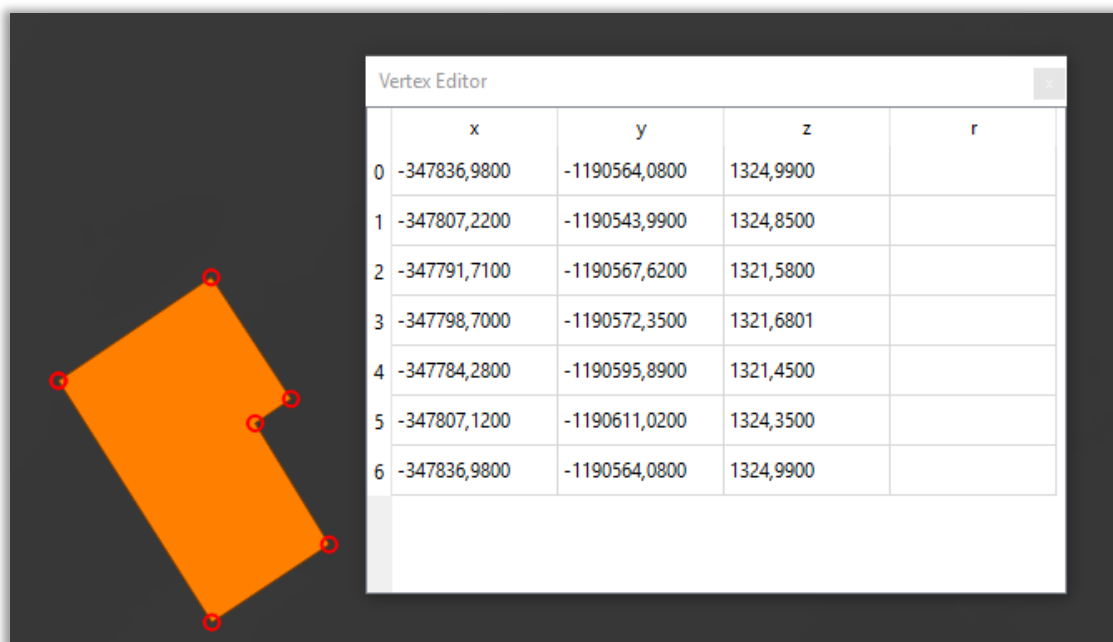 Vertex Editor
x
x y z r
0 -347836,9800 -1190564,0800 1324,9900
1 -347807,2200 -1190543,9900 1324,8500
2 -347791,7100 -1190567,6200 1321,5800
3 -347798,7000 -1190572,3500 1321,6801
4 -347784,2800 -1190595,8900 1321,4500
5 -347807,1200 -1190611,0200 1324,3500
6 -347836,9800 -1190564,0800 1324,9900